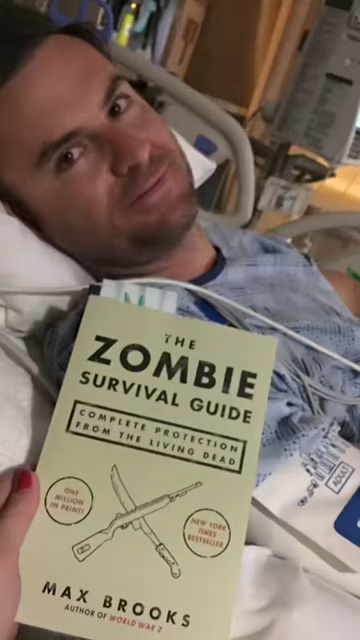 THE
ZOMBIE
SURVIVAL GUIDE
COMPLETE PROTECTION
FROM THE LIVING DEAD
ONE
MILLION
IN PRINT!
NEW YORK
TIMES
BESTSELLER
MAX BROOKS
AUTHOR OF WORLD WAR Z
ADULT